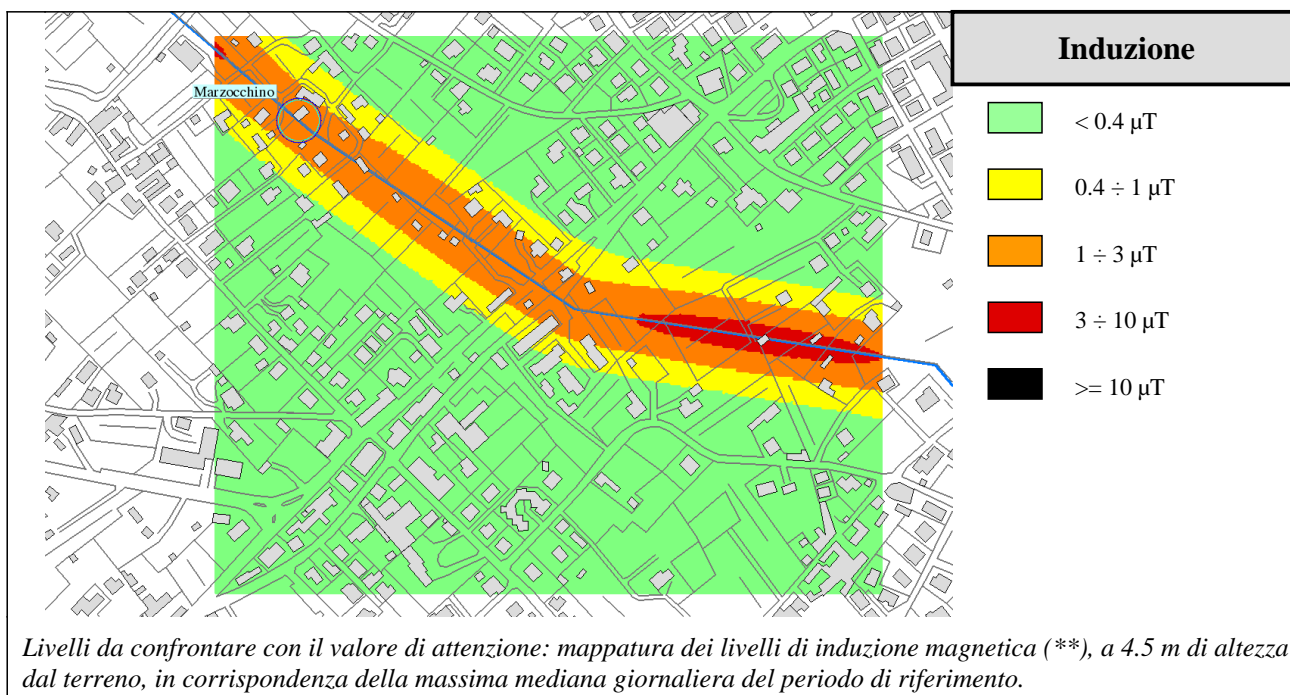 Induzione
Marzocchino
< 0.4 µT
0.4 ÷ 1 µT
1 ÷ 3 µT
3 ÷ 10 µT
>= 10 µT
Livelli da confrontare con il valore di attenzione: mappatura dei livelli di induzione magnetica (**), a 4.5 m di altezza
dal terreno, in corrispondenza della massima mediana giornaliera del periodo di riferimento.